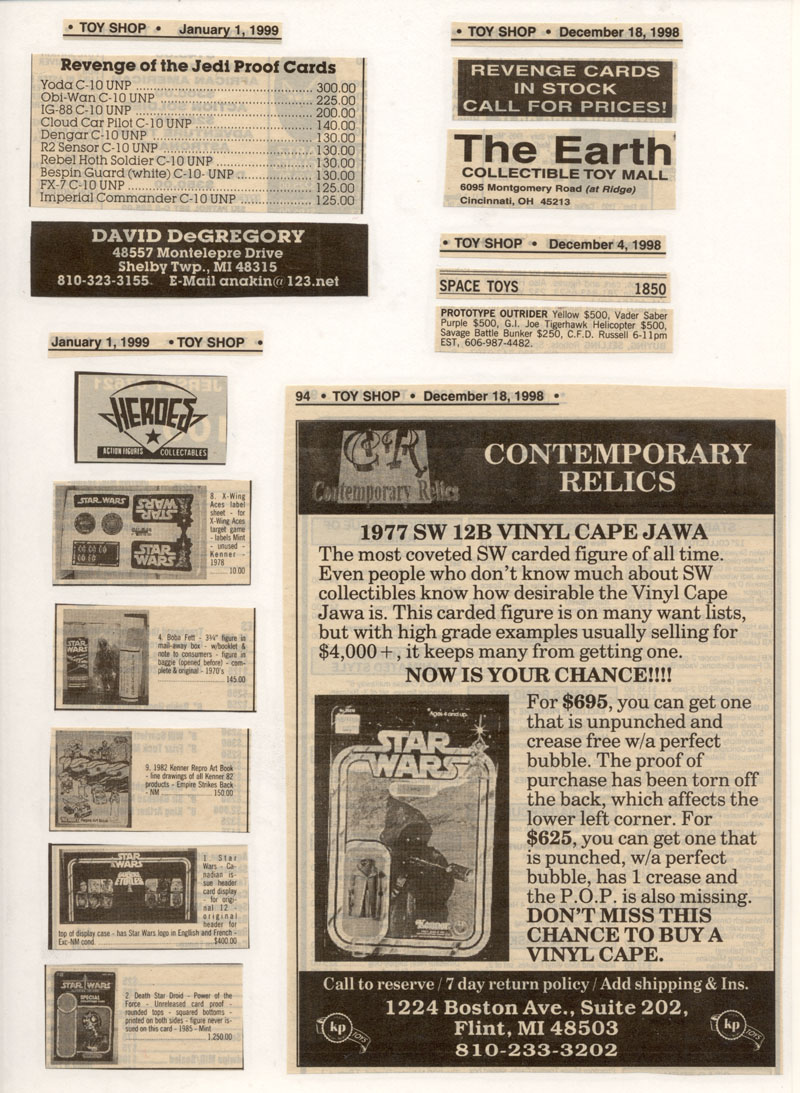 • TOY SHOP • January 1, 1999
Revenge of the Jedi Proof Cards
Yoda C-10 UNP ........ 300.00
Obi-Wan C-10 UNP ........ 225.00
IG-88 C-10 UNP ........ 200.00
Cloud Car Pilot C-10 UNP ........ 140.00
Dengar C-10 UNP ........ 130.00
R2 Sensor C-10 UNP ........ 130.00
Rebel Hoth Soldier C-10 UNP ........ 130.00
Bespin Guard (white) C-10- UNP ........ 130.00
FX-7 C-10 UNP ........ 125.00
Imperial Commander C-10 UNP ........ 125.00
DAVID DeGREGORY
48557 Montelepre Drive
Shelby Twp., MI 48315
810-323-3155 E-Mail anakin@123.net
January 1, 1999 • TOY SHOP •
HEROES
ACTION FIGURES COLLECTABLES
STAR WARS
STAR WARS
STAR WARS
8. X-Wing
Aces label
sheet - for
X-Wing Aces
target game
- labels Mint
- unused -
Kenner -
1978
10.00
4. Boba Fett - 3¾" figure in
mail-away box - w/booklet &
note to consumers - figure in
baggie (opened before) - com-
plete & original - 1970's
145.00
9. 1982 Kenner Repro Art Book
- line drawings of all Kenner 82
products - Empire Strikes Back
- NM
150.00
STAR WARS
1. Star
Wars - Ca-
nadian is-
sue header
card display
for origi-
nal 12 -
original
header for
top of display case - has Star Wars logo in English and French -
Exc-NM cond.
$400.00
STAR WARS
SPECIAL
2. Death Star Droid - Power of the
Force - Unreleased card proof -
rounded tops - squared bottoms -
printed on both sides - figure never is-
sued on this card - 1985 - Mint
1,250.00
• TOY SHOP • December 18, 1998
REVENGE CARDS
IN STOCK
CALL FOR PRICES!
The Earth
COLLECTIBLE TOY MALL
6095 Montgomery Road (at Ridge)
Cincinnati, OH 45213
• TOY SHOP • December 4, 1998
SPACE TOYS 1850
PROTOTYPE OUTRIDER Yellow $500, Vader Saber
Purple $500, G.I. Joe Tigerhawk Helicopter $500,
Savage Battle Bunker $250, C.F.D. Russell 6-11pm
EST, 606-987-4482.
94 • TOY SHOP • December 18, 1998 •
C&R
Contemporary Relics
CONTEMPORARY
RELICS
1977 SW 12B VINYL CAPE JAWA
The most coveted SW carded figure of all time.
Even people who don't know much about SW
collectibles know how desirable the Vinyl Cape
Jawa is. This carded figure is on many want lists,
but with high grade examples usually selling for
$4,000+, it keeps many from getting one.
NOW IS YOUR CHANCE!!!!
Ages 4 and up.
STAR
WARS
Kenner
For $695, you can get one
that is unpunched and
crease free w/a perfect
bubble. The proof of
purchase has been torn off
the back, which affects the
lower left corner. For
$625, you can get one that
is punched, w/a perfect
bubble, has 1 crease and
the P.O.P. is also missing.
DON'T MISS THIS
CHANCE TO BUY A
VINYL CAPE.
Call to reserve / 7 day return policy / Add shipping & Ins.
1224 Boston Ave., Suite 202,
Flint, MI 48503
810-233-3202
kp TOYS
kp TOYS